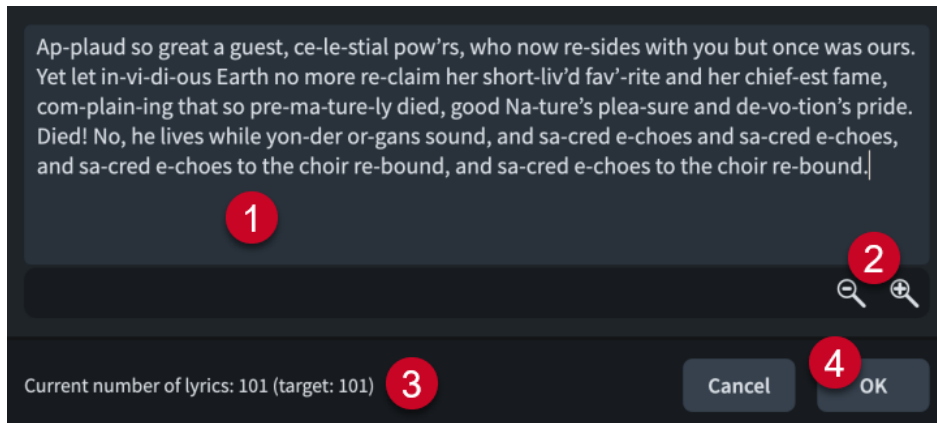 Ap-plaud so great a guest, ce-le-stial pow’rs, who now re-sides with you but once was ours.
Yet let in-vi-di-ous Earth no more re-claim her short-liv’d fav’-rite and her chief-est fame,
com-plain-ing that so pre-ma-ture-ly died, good Na-ture’s plea-sure and de-vo-tion’s pride.
Died! No, he lives while yon-der or-gans sound, and sa-cred e-choes and sa-cred e-choes,
and sa-cred e-choes to the choir re-bound, and sa-cred e-choes to the choir re-bound.
1
2
Current number of lyrics: 101 (target: 101)
3
Cancel
4
OK